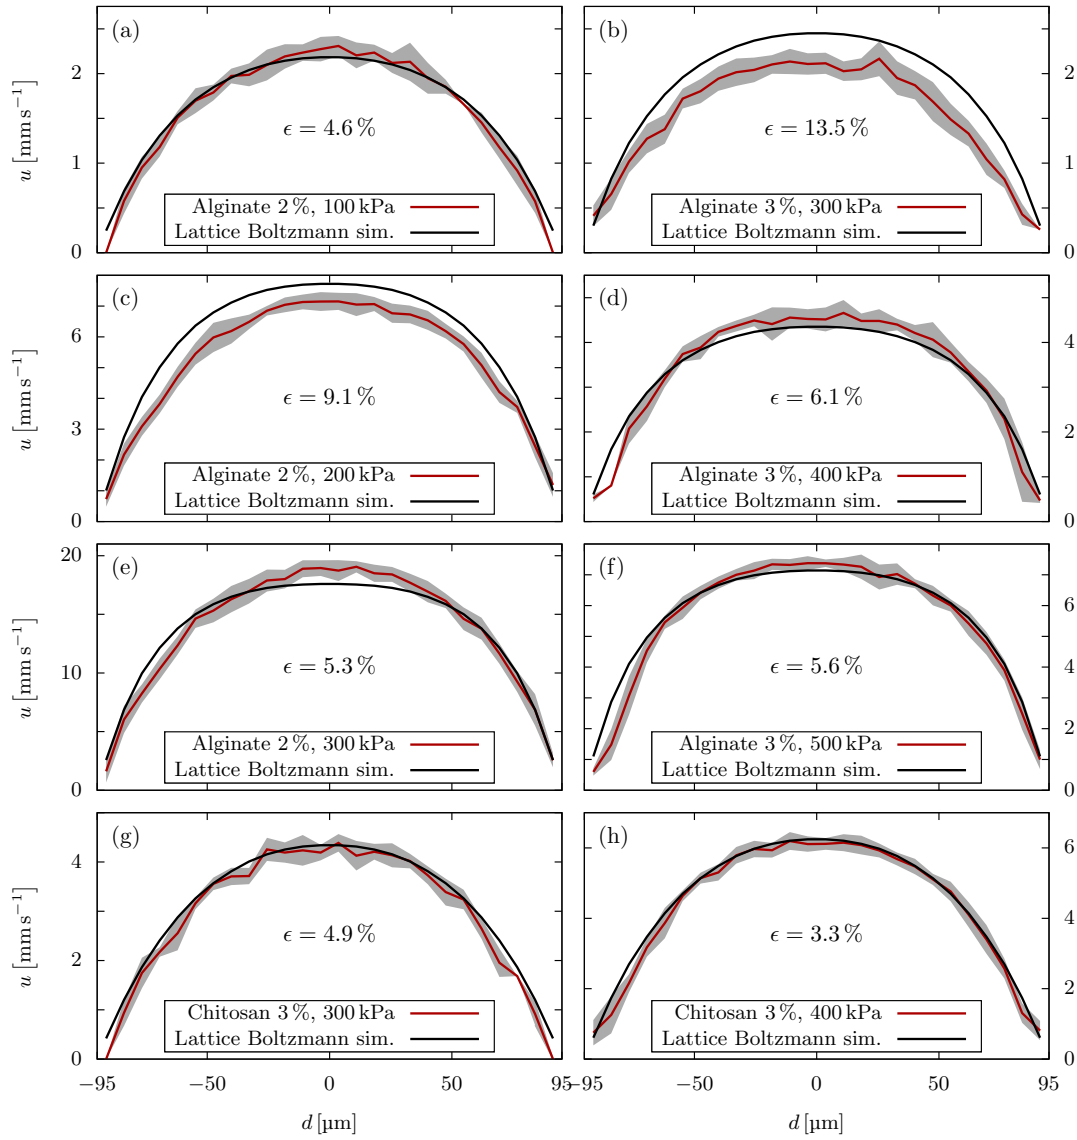 (a)
u [mm s⁻¹]
2
1
0
ϵ = 4.6 %
Alginate 2 %, 100 kPa
Lattice Boltzmann sim.
(b)
2
1
0
ϵ = 13.5 %
Alginate 3 %, 300 kPa
Lattice Boltzmann sim.
(c)
u [mm s⁻¹]
6
3
0
ϵ = 9.1 %
Alginate 2 %, 200 kPa
Lattice Boltzmann sim.
(d)
4
2
0
ϵ = 6.1 %
Alginate 3 %, 400 kPa
Lattice Boltzmann sim.
(e)
u [mm s⁻¹]
20
10
0
ϵ = 5.3 %
Alginate 2 %, 300 kPa
Lattice Boltzmann sim.
(f)
6
4
2
0
ϵ = 5.6 %
Alginate 3 %, 500 kPa
Lattice Boltzmann sim.
(g)
u [mm s⁻¹]
4
2
0
ϵ = 4.9 %
Chitosan 3 %, 300 kPa
Lattice Boltzmann sim.
(h)
6
4
2
0
ϵ = 3.3 %
Chitosan 3 %, 400 kPa
Lattice Boltzmann sim.
−95 −50 0 50 95
−95 −50 0 50 95
d [µm]
d [µm]